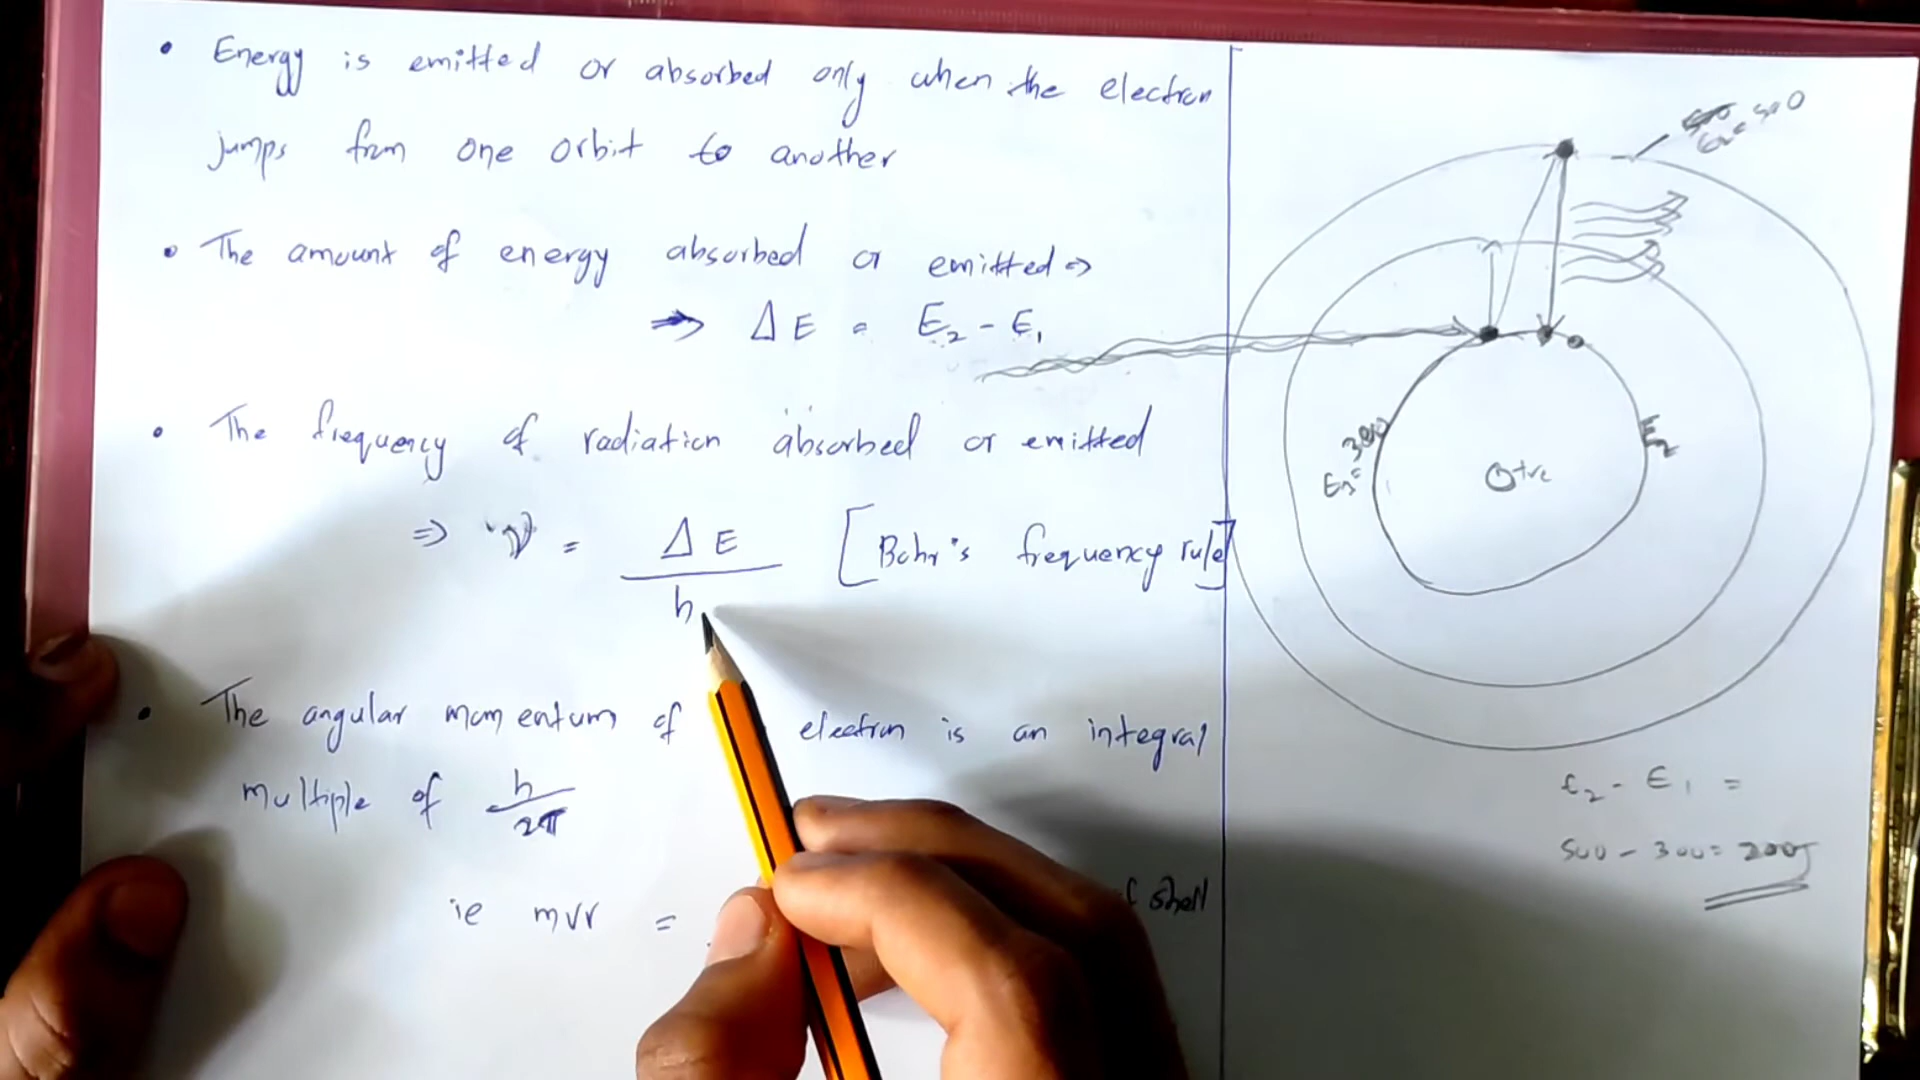 • Energy is emitted or absorbed only when the electron
jumps from one orbit to another
• The amount of energy absorbed or emitted ⇒
⇒ ΔE = E₂ - E₁
• The frequency of radiation absorbed or emitted
⇒ ν = ΔE / h [Bohr's frequency rule]
• The angular momentum of electron is an integral
multiple of h / 2π
ie mvr =
shell
E₂ = 500
300
+ve
E₂
E₂ - E₁ =
500 - 300 = 200J